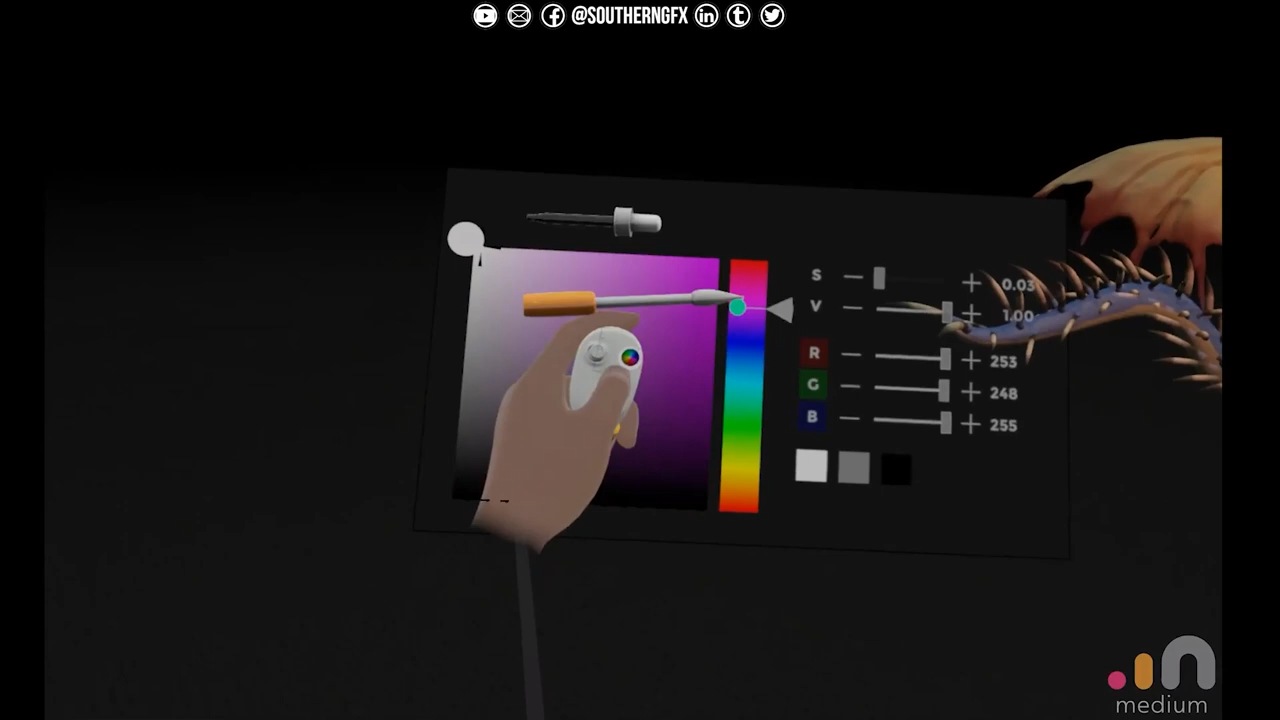 @SOUTHERNGFX
S 0.03
V 1.00
R 253
G 248
B 255
medium